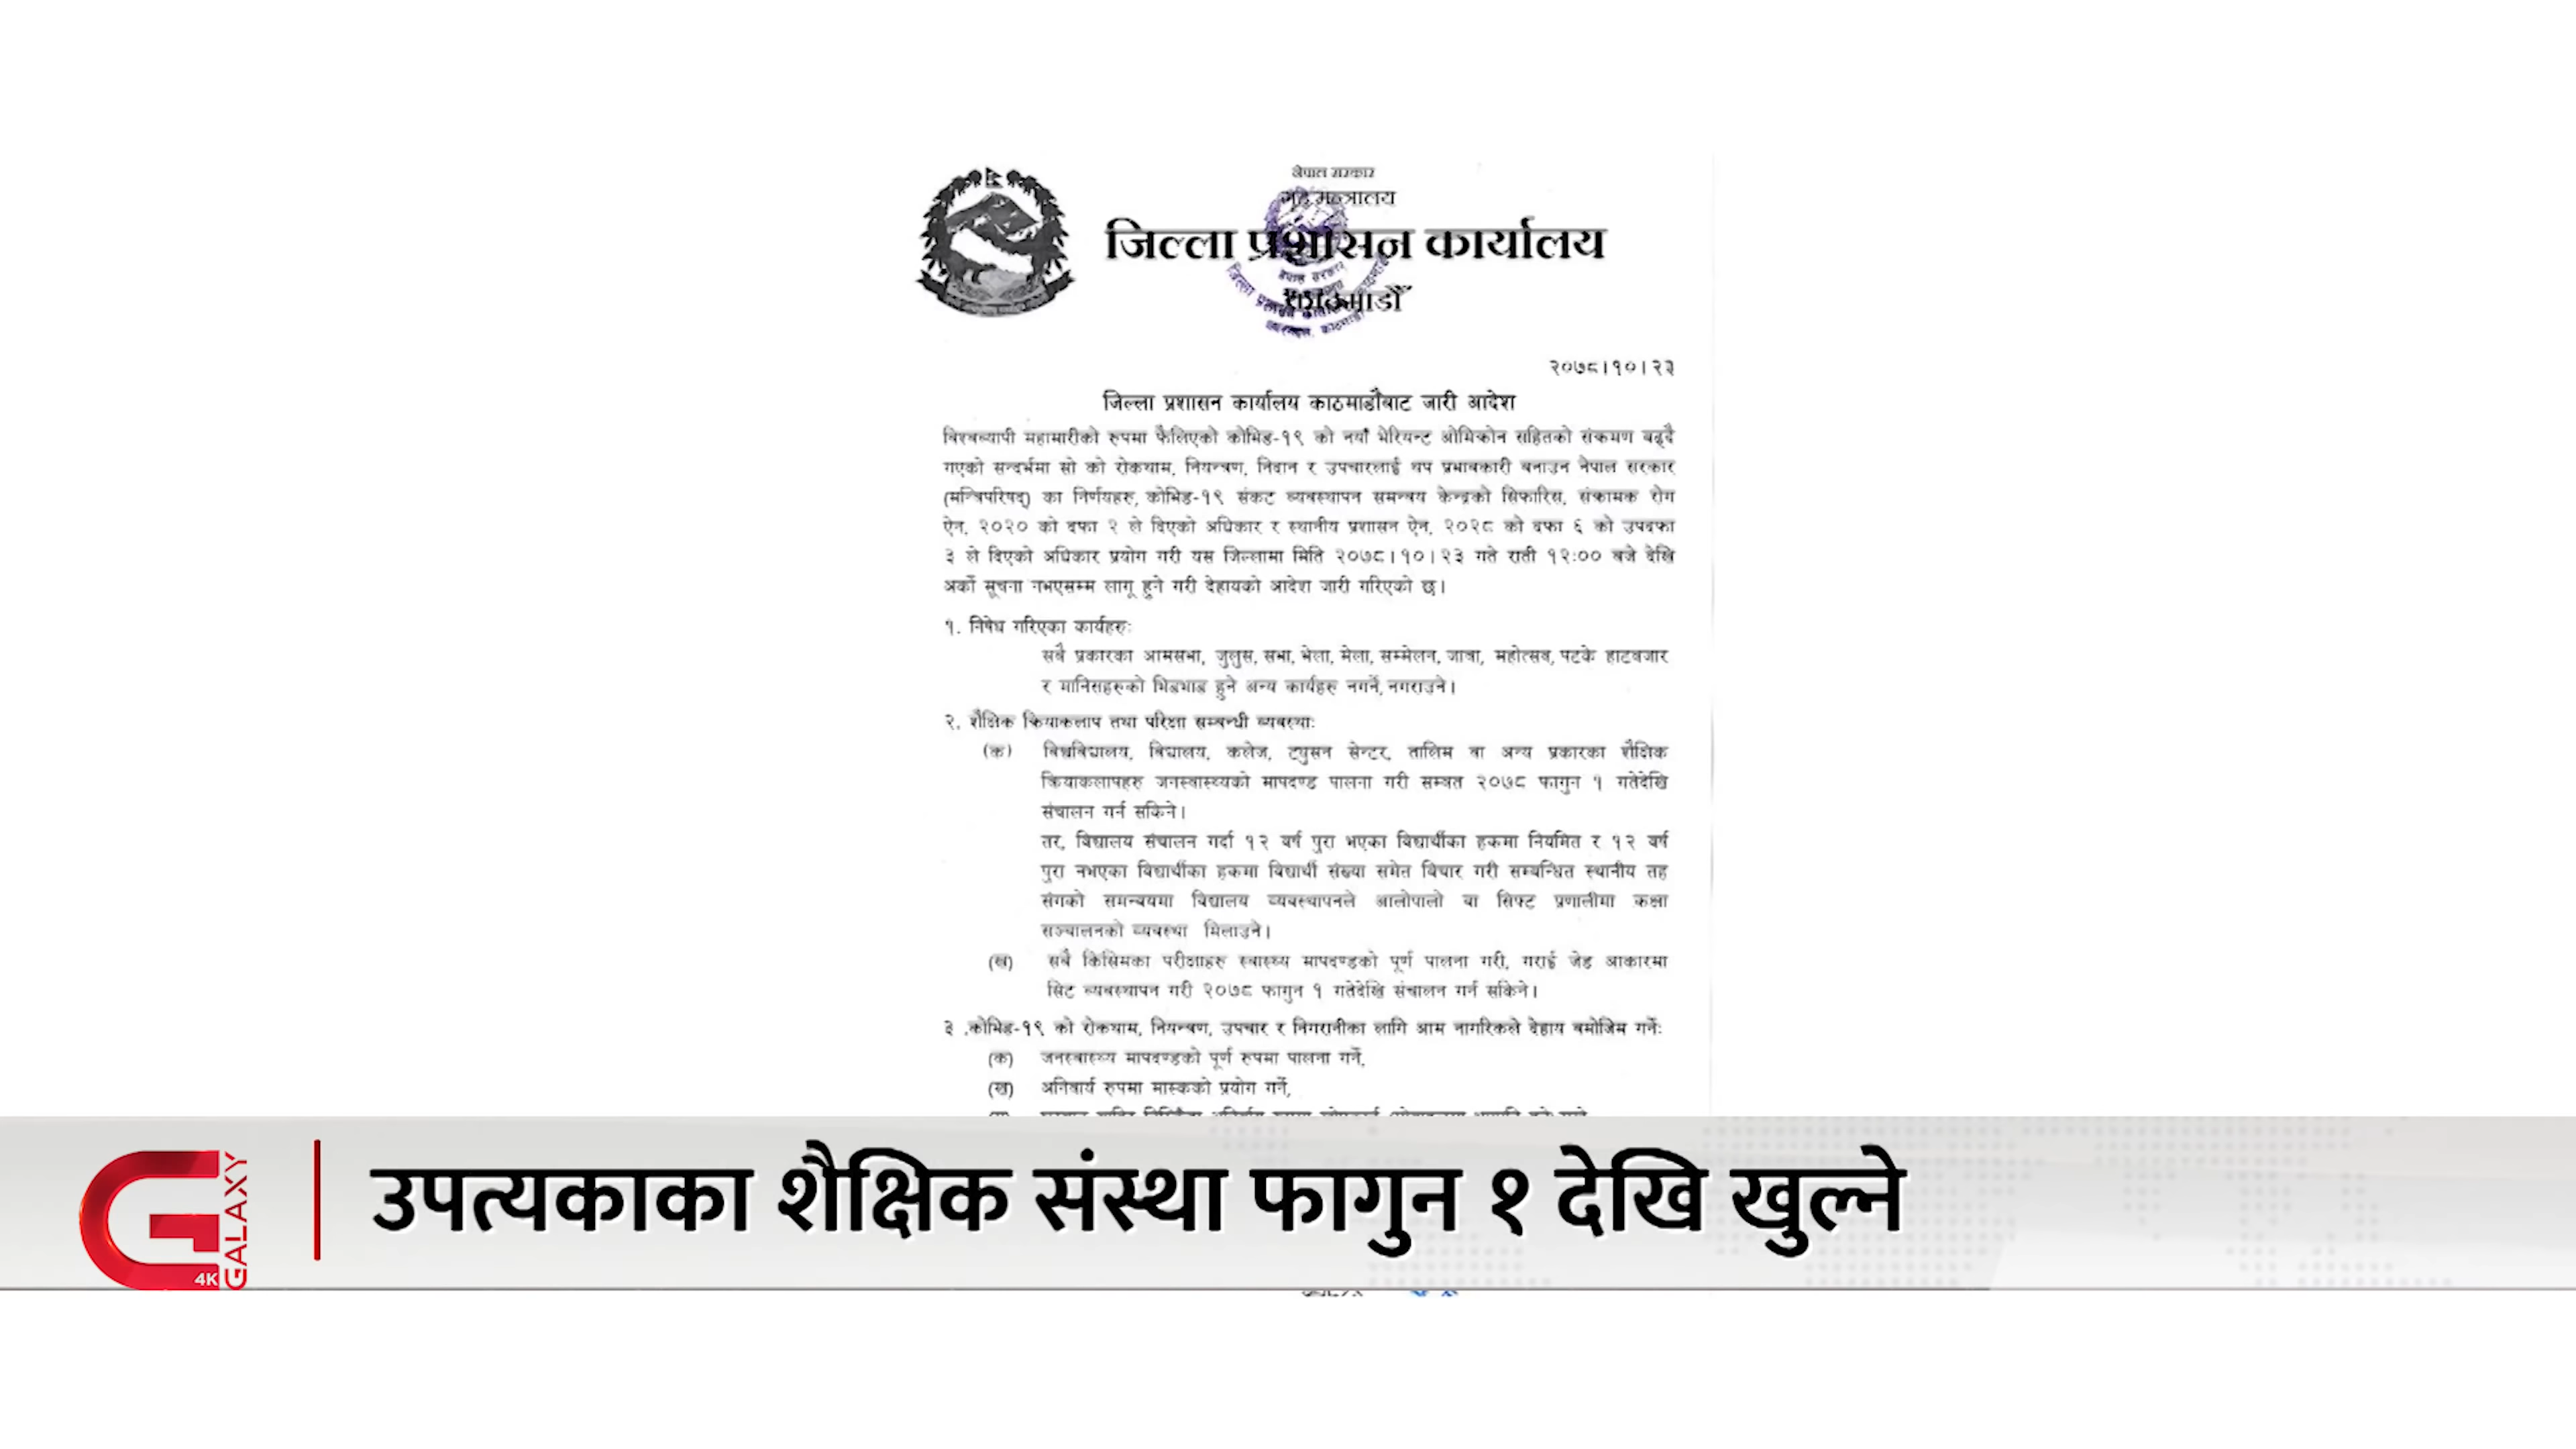 नेपाल सरकार
गृह मन्त्रालय
जिल्ला प्रशासन कार्यालय
काठमाडौँ
२०७८।१०।२३
जिल्ला प्रशासन कार्यालय काठमाडौंबाट जारी आदेश
विश्वव्यापी महामारीको रुपमा फैलिएको कोभिड-१९ को नयाँ भेरियन्ट ओमिक्रोन सहितको संक्रमण बढ्दै
गएको सन्दर्भमा सो को रोकथाम, नियन्त्रण, निदान र उपचारलाई थप प्रभावकारी बनाउन नेपाल सरकार
(मन्त्रिपरिषद्) का निर्णयहरु, कोभिड-१९ संकट व्यवस्थापन समन्वय केन्द्रको सिफारिस, संक्रामक रोग
ऐन, २०२० को दफा २ ले दिएको अधिकार र स्थानीय प्रशासन ऐन, २०२८ को दफा ६ को उपदफा
३ ले दिएको अधिकार प्रयोग गरी यस जिल्लामा मिति २०७८।१०।२३ गते राती १२:०० बजे देखि
अर्को सूचना नभएसम्म लागू हुने गरी देहायको आदेश जारी गरिएको छ।
१. निषेध गरिएका कार्यहरु:
सबै प्रकारका आमसभा, जुलुस, सभा, भेला, मेला, सम्मेलन, जात्रा, महोत्सव, पटके हाटबजार
र मानिसहरुको भिडभाड हुने अन्य कार्यहरु नगर्ने, नगराउने।
२. शैक्षिक क्रियाकलाप तथा परिक्षा सम्बन्धी व्यवस्था:
(क) विश्वविद्यालय, विद्यालय, कलेज, ट्युसन सेन्टर, तालिम वा अन्य प्रकारका शैक्षिक
क्रियाकलापहरु जनस्वास्थ्यको मापदण्ड पालना गरी सम्वत २०७८ फागुन १ गतेदेखि
संचालन गर्न सकिने।
तर, विद्यालय संचालन गर्दा १२ वर्ष पुरा भएका विद्यार्थीका हकमा नियमित र १२ वर्ष
पुरा नभएका विद्यार्थीका हकमा विद्यार्थी संख्या समेत विचार गरी सम्बन्धित स्थानीय तह
संगको समन्वयमा विद्यालय व्यवस्थापनले आलोपालो वा सिफ्ट प्रणालीमा कक्षा
सञ्चालनको व्यवस्था मिलाउने।
(ख) सबै किसिमका परीक्षाहरु स्वास्थ्य मापदण्डको पूर्ण पालना गरी, गराई जेड आकारमा
सिट व्यवस्थापन गरी २०७८ फागुन १ गतेदेखि संचालन गर्न सकिने।
३ .कोभिड-१९ को रोकथाम, नियन्त्रण, उपचार र निगरानीका लागि आम नागरिकले देहाय बमोजिम गर्ने:
(क) जनस्वास्थ्य मापदण्डको पूर्ण रुपमा पालना गर्ने,
(ख) अनिवार्य रुपमा मास्कको प्रयोग गर्ने,
GALAXY
4K
उपत्यकाका शैक्षिक संस्था फागुन १ देखि खुल्ने